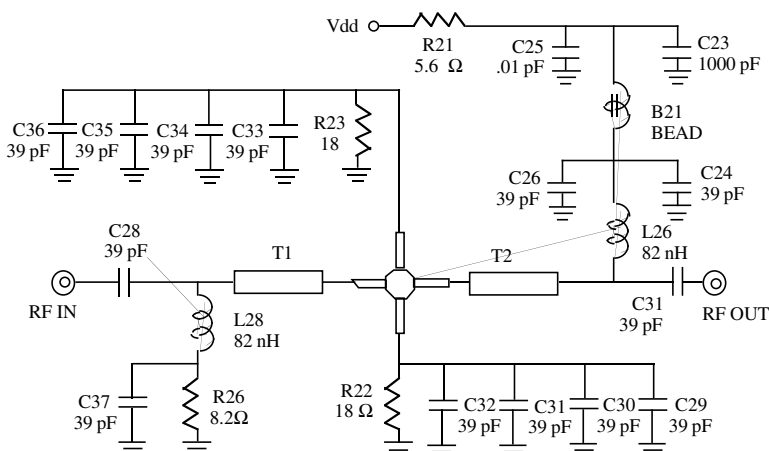 Vdd
R21
5.6 Ω
C25
.01 pF
C23
1000 pF
C36
39 pF
C35
39 pF
C34
39 pF
C33
39 pF
R23
18
B21
BEAD
C26
39 pF
C24
39 pF
C28
39 pF
T1
T2
L26
82 nH
RF IN
L28
82 nH
C31
39 pF
RF OUT
C37
39 pF
R26
8.2Ω
R22
18 Ω
C32
39 pF
C31
39 pF
C30
39 pF
C29
39 pF